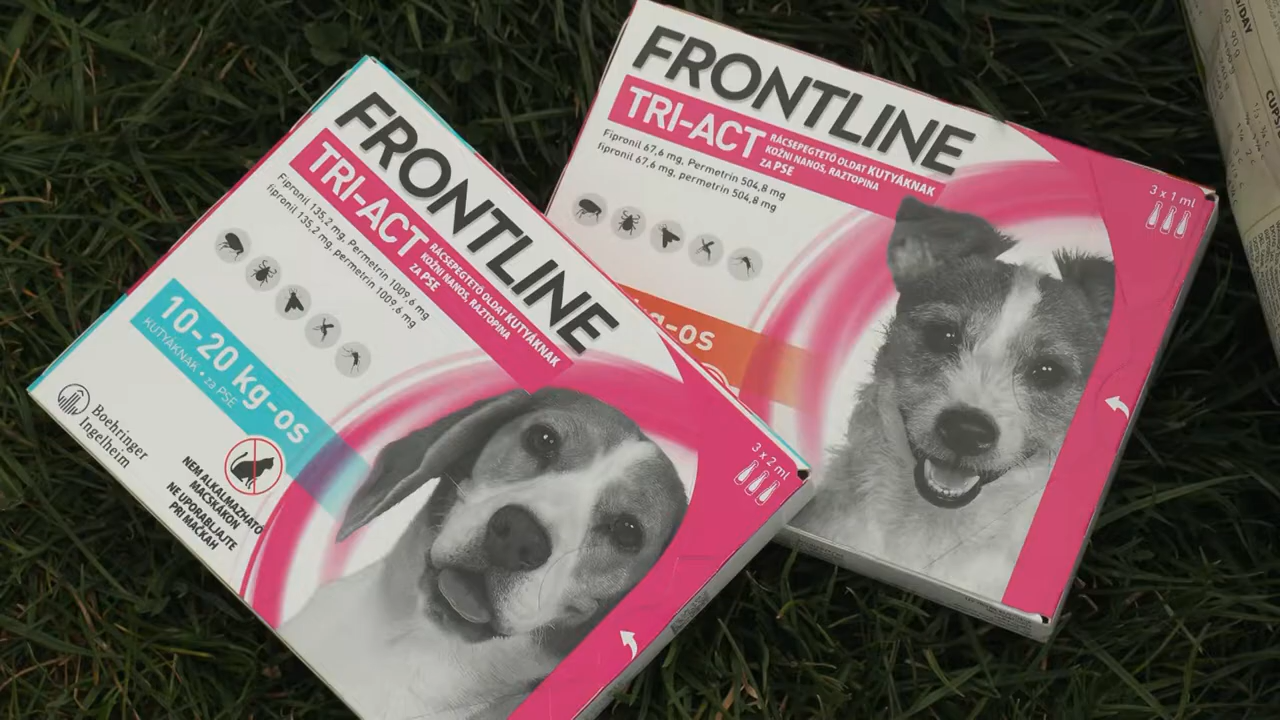 FRONTLINE
TRI-ACT
RÁCSEPEGTETŐ OLDAT KUTYÁKNAK
KOŽNI NANOS, RAZTOPINA
ZA PSE
Fipronil 135,2 mg, Permetrin 1009,6 mg
fipronil 135,2 mg, permetrin 1009,6 mg
10-20 kg-os
KUTYÁKNAK • za PSE
Boehringer
Ingelheim
NEM ALKALMAZHATÓ
MACSKÁKON
NE UPORABLJAJTE
PRI MAČKAH
3 x 2 ml
FRONTLINE
TRI-ACT
RÁCSEPEGTETŐ OLDAT KUTYÁKNAK
KOŽNI NANOS, RAZTOPINA
ZA PSE
Fipronil 67,6 mg, Permetrin 504,8 mg
fipronil 67,6 mg, permetrin 504,8 mg
kg-os
3 x 1 ml